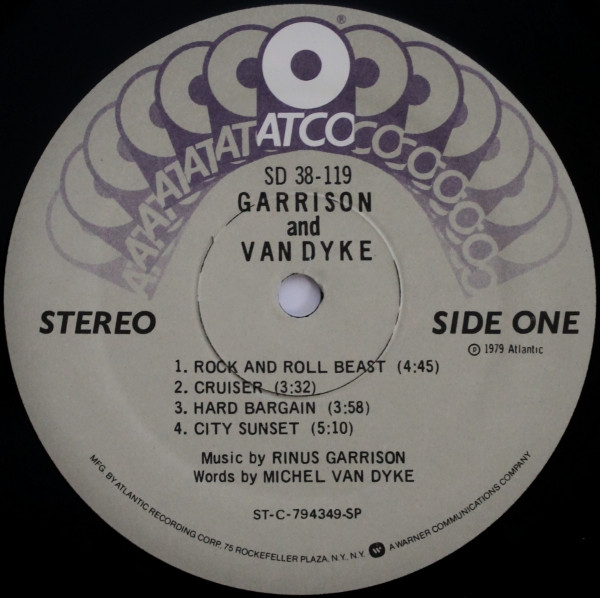 ®
ATATATATATATCOCOCOCOCOCO
SD 38-119
GARRISON
and
VAN DYKE
STEREO
SIDE ONE
Ⓟ 1979 Atlantic
1. ROCK AND ROLL BEAST (4:45)
2. CRUISER (3:32)
3. HARD BARGAIN (3:58)
4. CITY SUNSET (5:10)
Music by RINUS GARRISON
Words by MICHEL VAN DYKE
ST-C-794349-SP
MFG. BY ATLANTIC RECORDING CORP. 75 ROCKEFELLER PLAZA, N.Y., N.Y. W A WARNER COMMUNICATIONS COMPANY